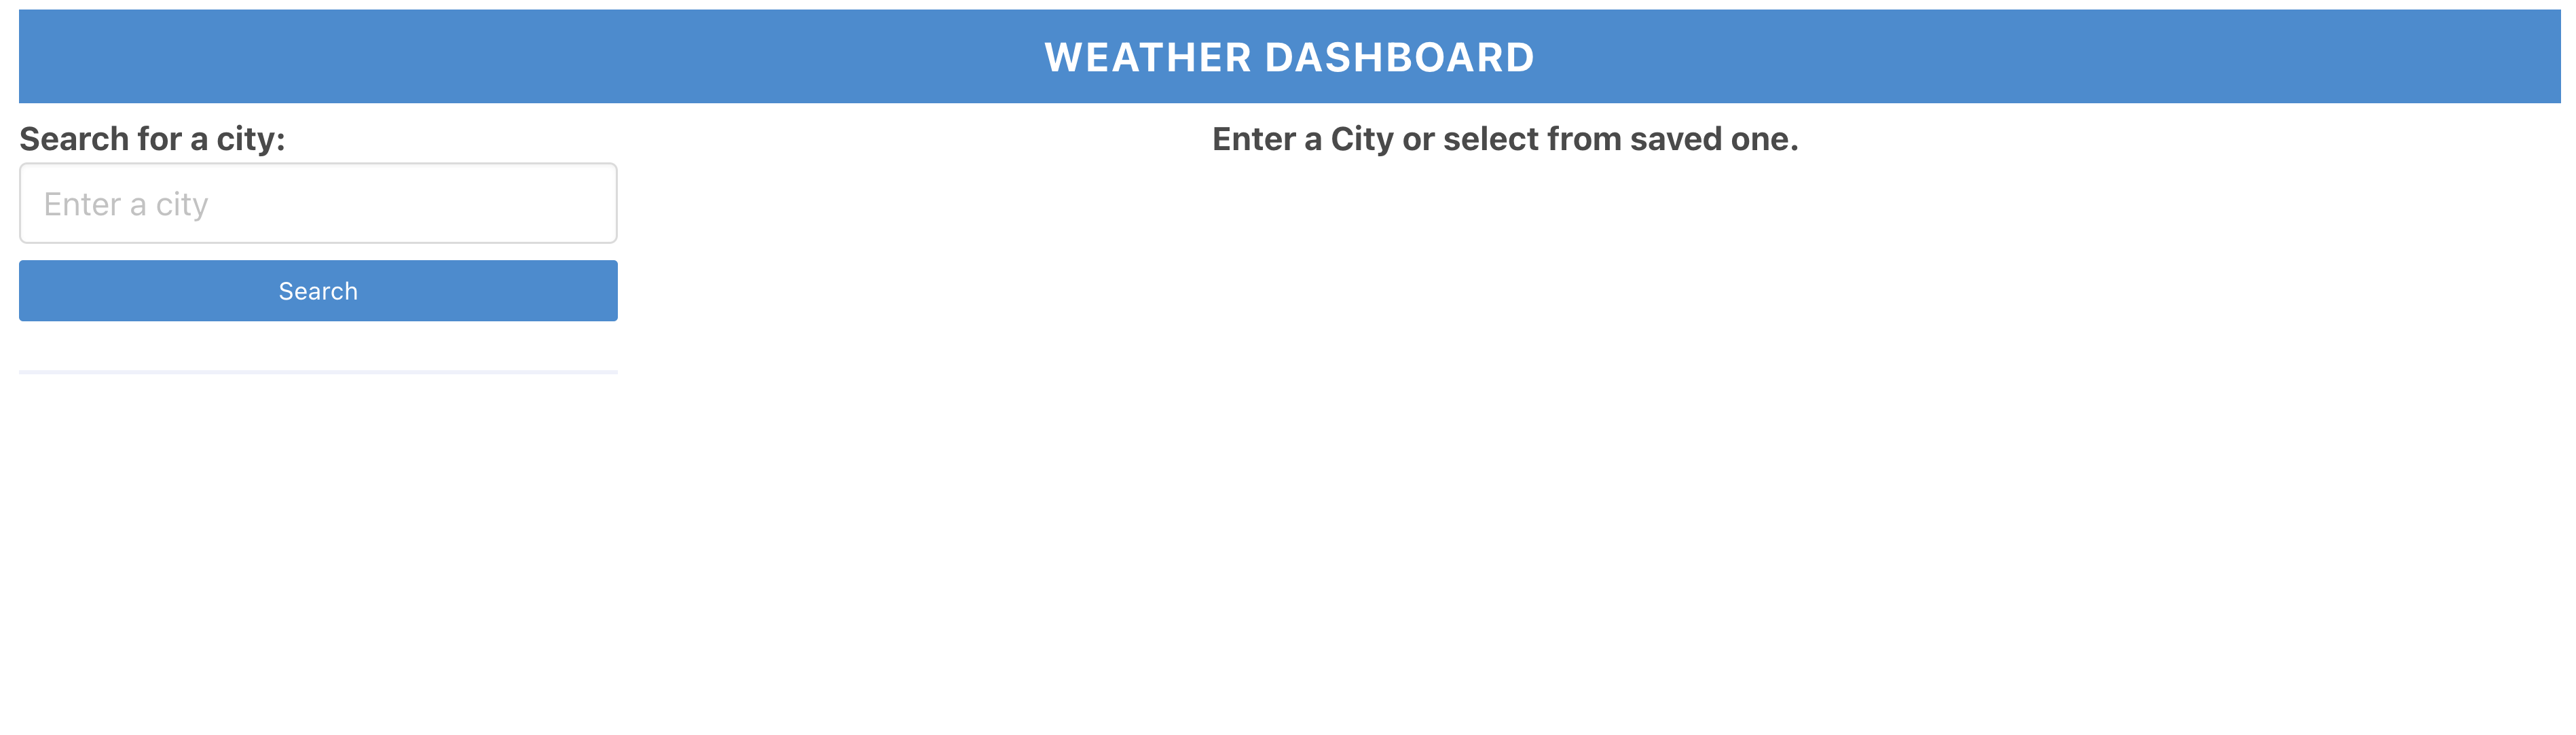 WEATHER DASHBOARD
Search for a city:
Enter a city
Search
Enter a City or select from saved one.